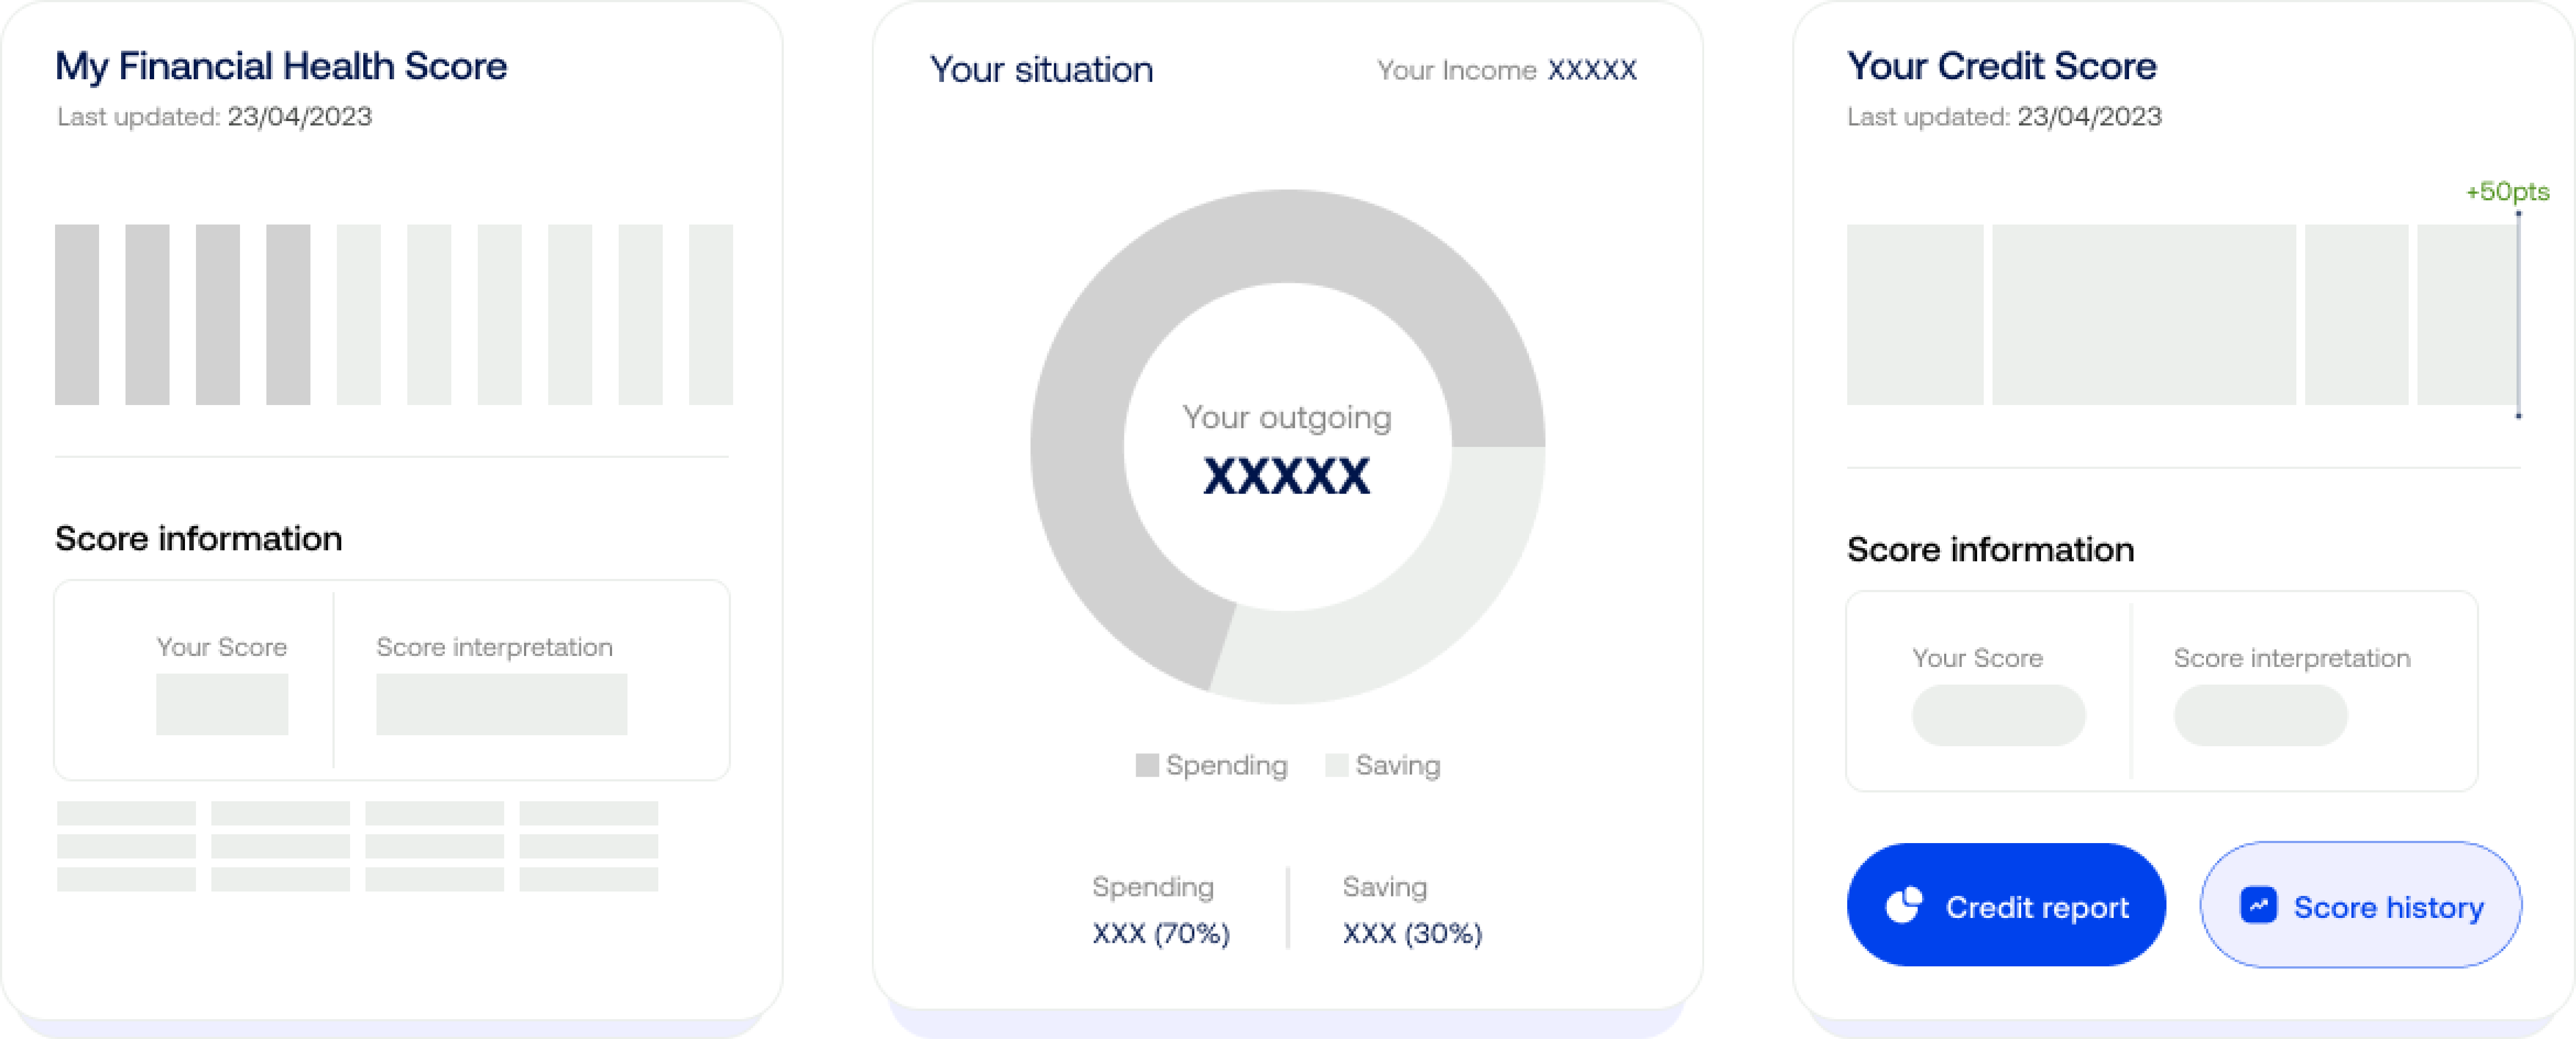 My Financial Health Score
Last updated: 23/04/2023
Score information
Your Score
Score interpretation
Your situation
Your Income XXXXX
Your outgoing
XXXXX
Spending
Saving
Spending
XXX (70%)
Saving
XXX (30%)
Your Credit Score
Last updated: 23/04/2023
+50pts
Score information
Your Score
Score interpretation
Credit report
Score history